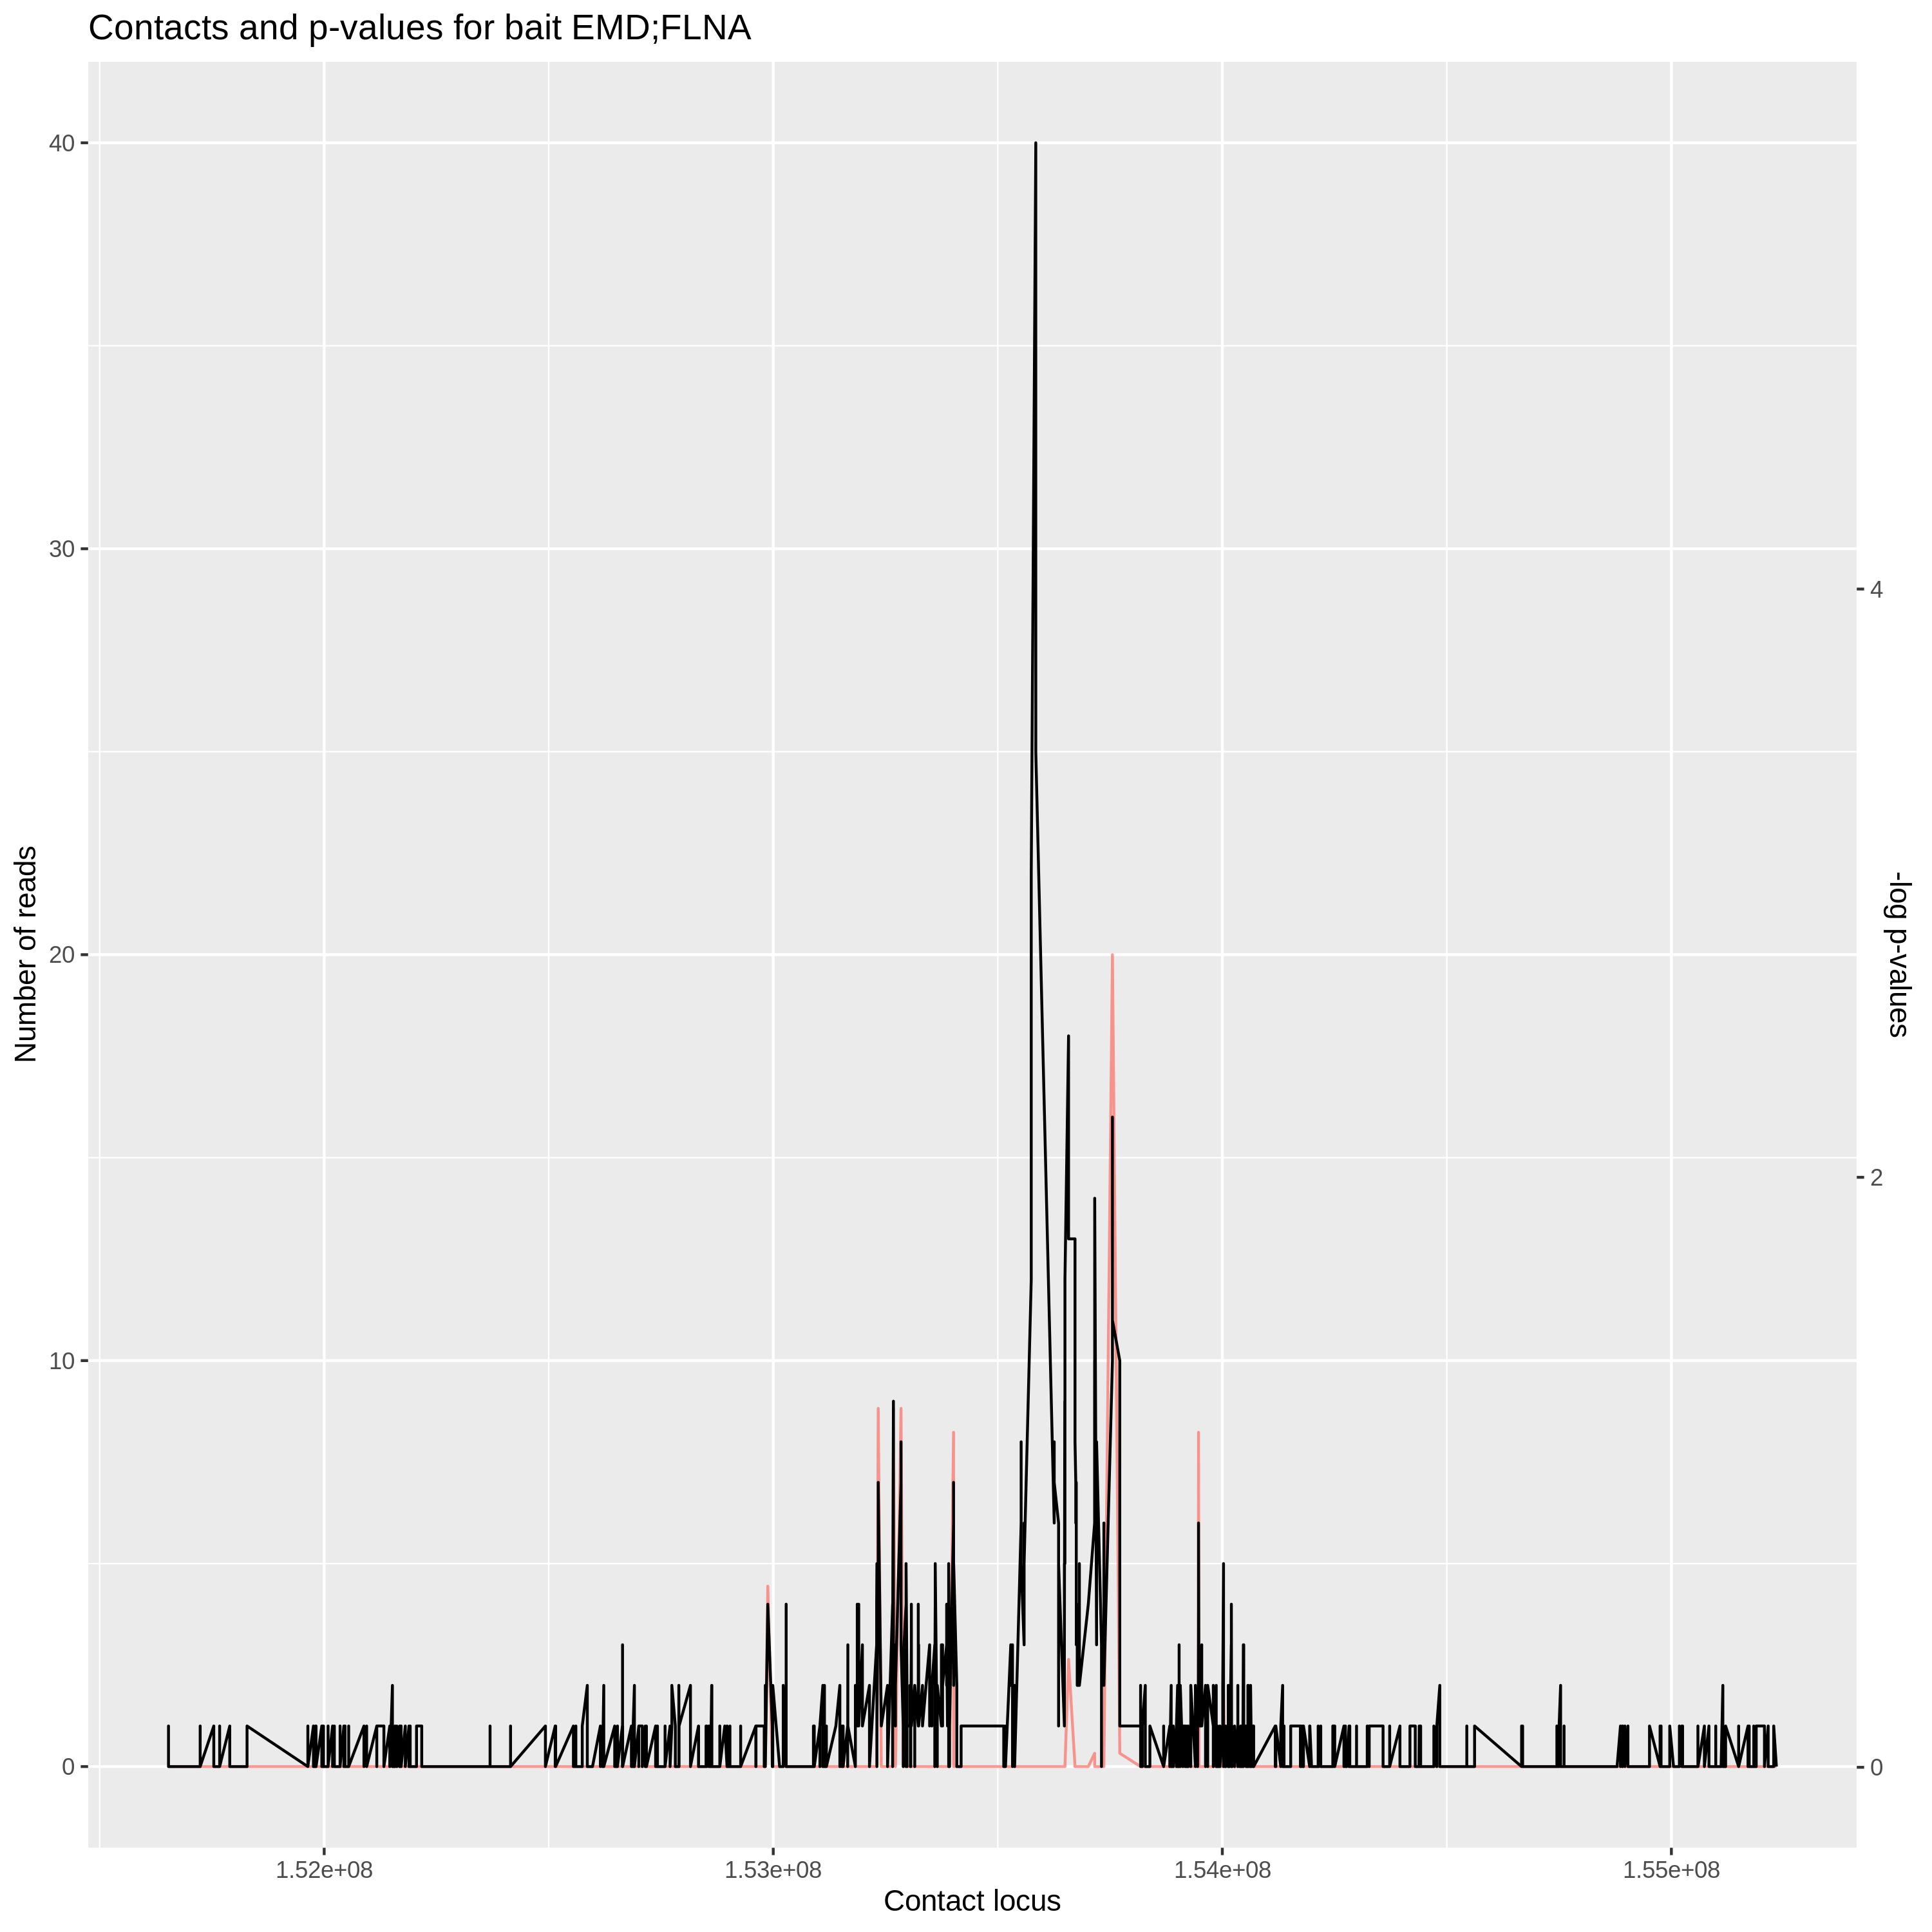 Contacts and p-values for bait EMD;FLNA
40
30
20
10
0
Number of reads
4
2
0
-log p-values
1.52e+08
1.53e+08
1.54e+08
1.55e+08
Contact locus